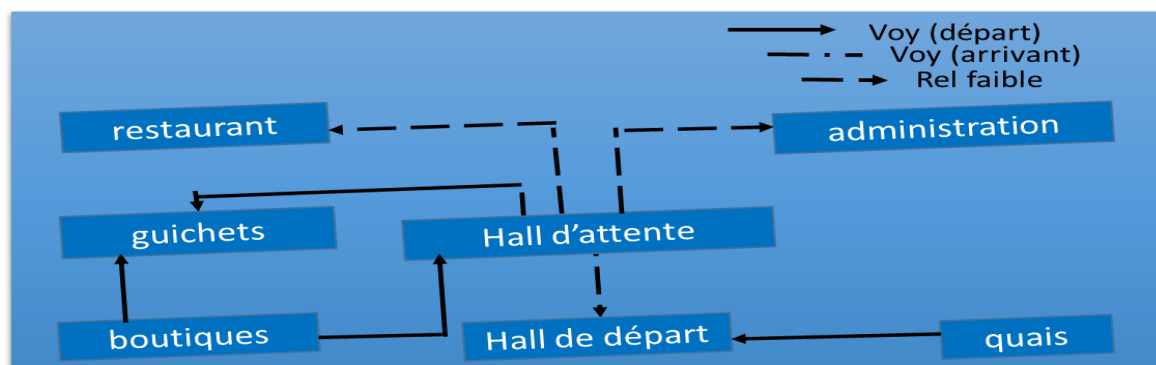 Voy (départ)
Voy (arrivant)
Rel faible
restaurant
administration
guichets
Hall d'attente
boutiques
Hall de départ
quais